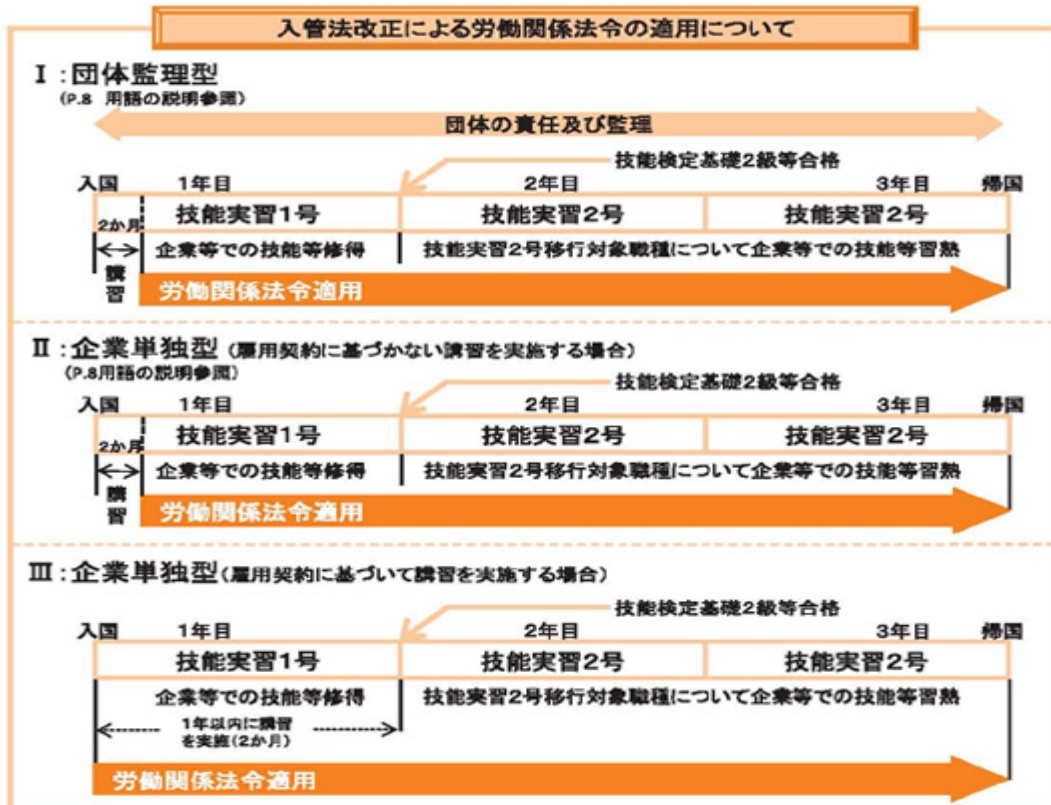 入管法改正による労働関係法令の適用について
Ⅰ：団体監理型
(P.8 用語の説明参照)
団体の責任及び監理
技能検定基礎2級等合格
入国 1年目 2年目 3年目 帰国
2か月 技能実習1号 技能実習2号 技能実習2号
講習
企業等での技能等修得 技能実習2号移行対象職種について企業等での技能等習熟
労働関係法令適用
Ⅱ：企業単独型（雇用契約に基づかない講習を実施する場合）
(P.8用語の説明参照)
技能検定基礎2級等合格
入国 1年目 2年目 3年目 帰国
2か月 技能実習1号 技能実習2号 技能実習2号
講習
企業等での技能等修得 技能実習2号移行対象職種について企業等での技能等習熟
労働関係法令適用
Ⅲ：企業単独型（雇用契約に基づいて講習を実施する場合）
技能検定基礎2級等合格
入国 1年目 2年目 3年目 帰国
技能実習1号 技能実習2号 技能実習2号
企業等での技能等修得 技能実習2号移行対象職種について企業等での技能等習熟
1年以内に講習
を実施(2か月)
労働関係法令適用